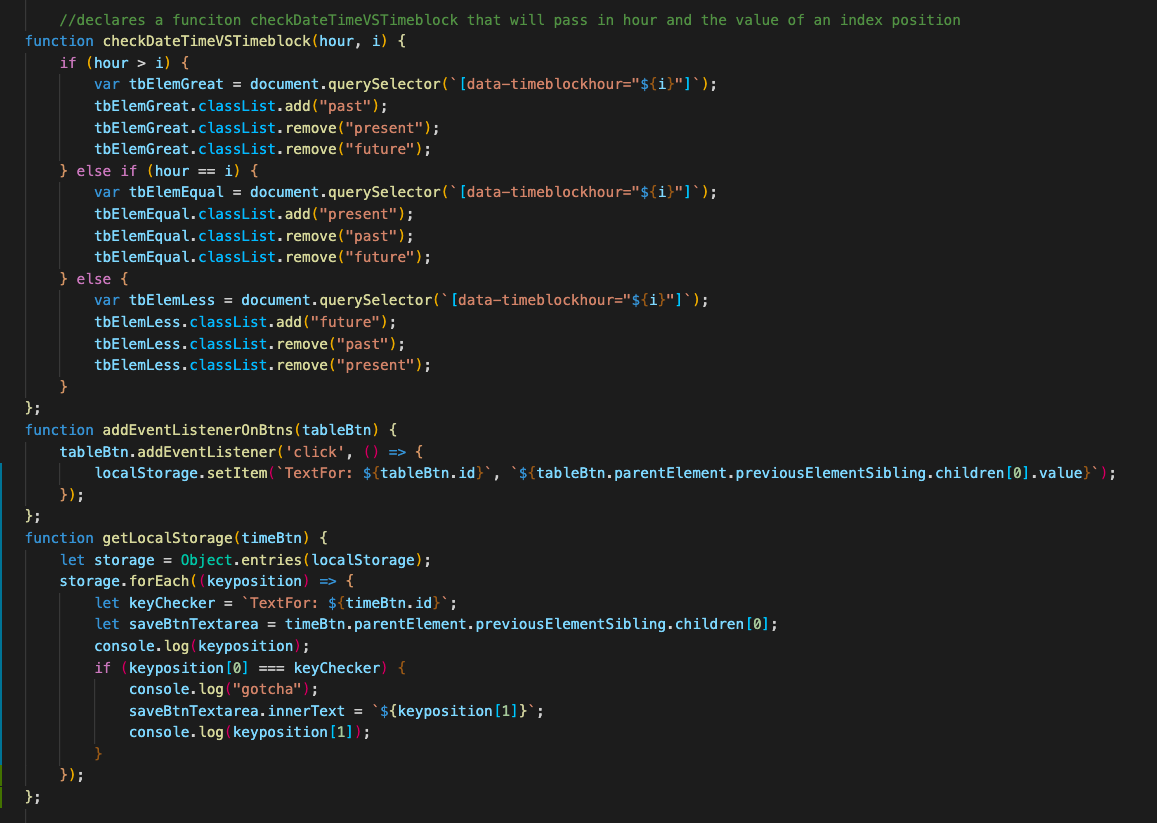 //declares a funciton checkDateTimeVSTimeblock that will pass in hour and the value of an index position
function checkDateTimeVSTimeblock(hour, i) {
if (hour > i) {
var tbElemGreat = document.querySelector(`[data-timeblockhour="${i}"]`);
tbElemGreat.classList.add("past");
tbElemGreat.classList.remove("present");
tbElemGreat.classList.remove("future");
} else if (hour == i) {
var tbElemEqual = document.querySelector(`[data-timeblockhour="${i}"]`);
tbElemEqual.classList.add("present");
tbElemEqual.classList.remove("past");
tbElemEqual.classList.remove("future");
} else {
var tbElemLess = document.querySelector(`[data-timeblockhour="${i}"]`);
tbElemLess.classList.add("future");
tbElemLess.classList.remove("past");
tbElemLess.classList.remove("present");
}
};
function addEventListenerOnBtns(tableBtn) {
tableBtn.addEventListener('click', () => {
localStorage.setItem(`TextFor: ${tableBtn.id}`, `${tableBtn.parentElement.previousElementSibling.children[0].value}`);
});
};
function getLocalStorage(timeBtn) {
let storage = Object.entries(localStorage);
storage.forEach((keyposition) => {
let keyChecker = `TextFor: ${timeBtn.id}`;
let saveBtnTextarea = timeBtn.parentElement.previousElementSibling.children[0];
console.log(keyposition);
if (keyposition[0] === keyChecker) {
console.log("gotcha");
saveBtnTextarea.innerText = `${keyposition[1]}`;
console.log(keyposition[1]);
}
});
};